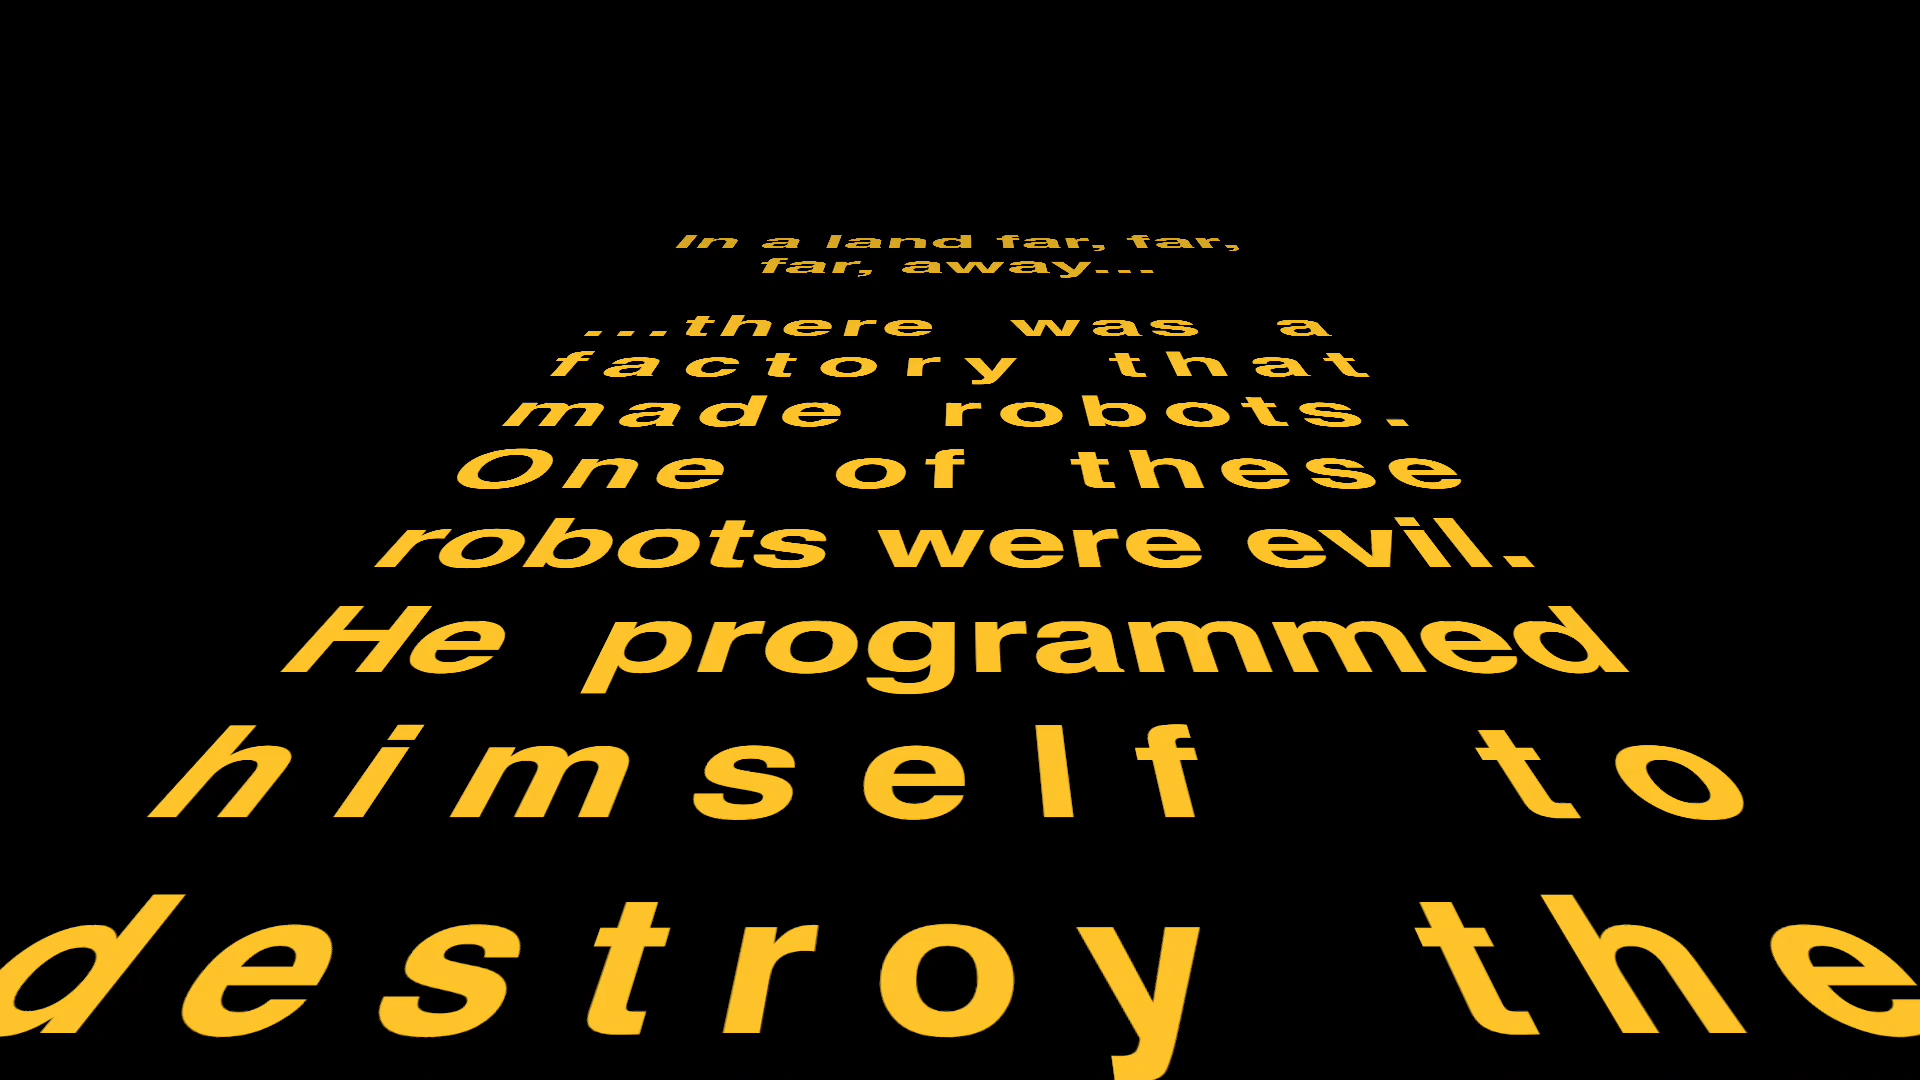 In a land far, far,
far, away...
...there was a
factory that
made robots.
One of these
robots were evil.
He programmed
himself to
destroy the